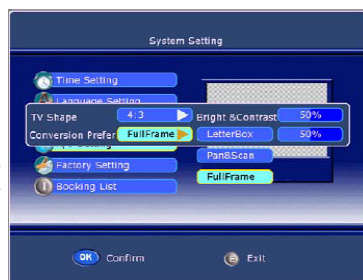 System Setting
Time Setting
Language Setting
TV Shape 4:3 Bright &Contrast 50%
Conversion Prefer FullFrame LetterBox 50%
Pan&Scan
Factory Setting
FullFrame
Booking List
OK Confirm Exit